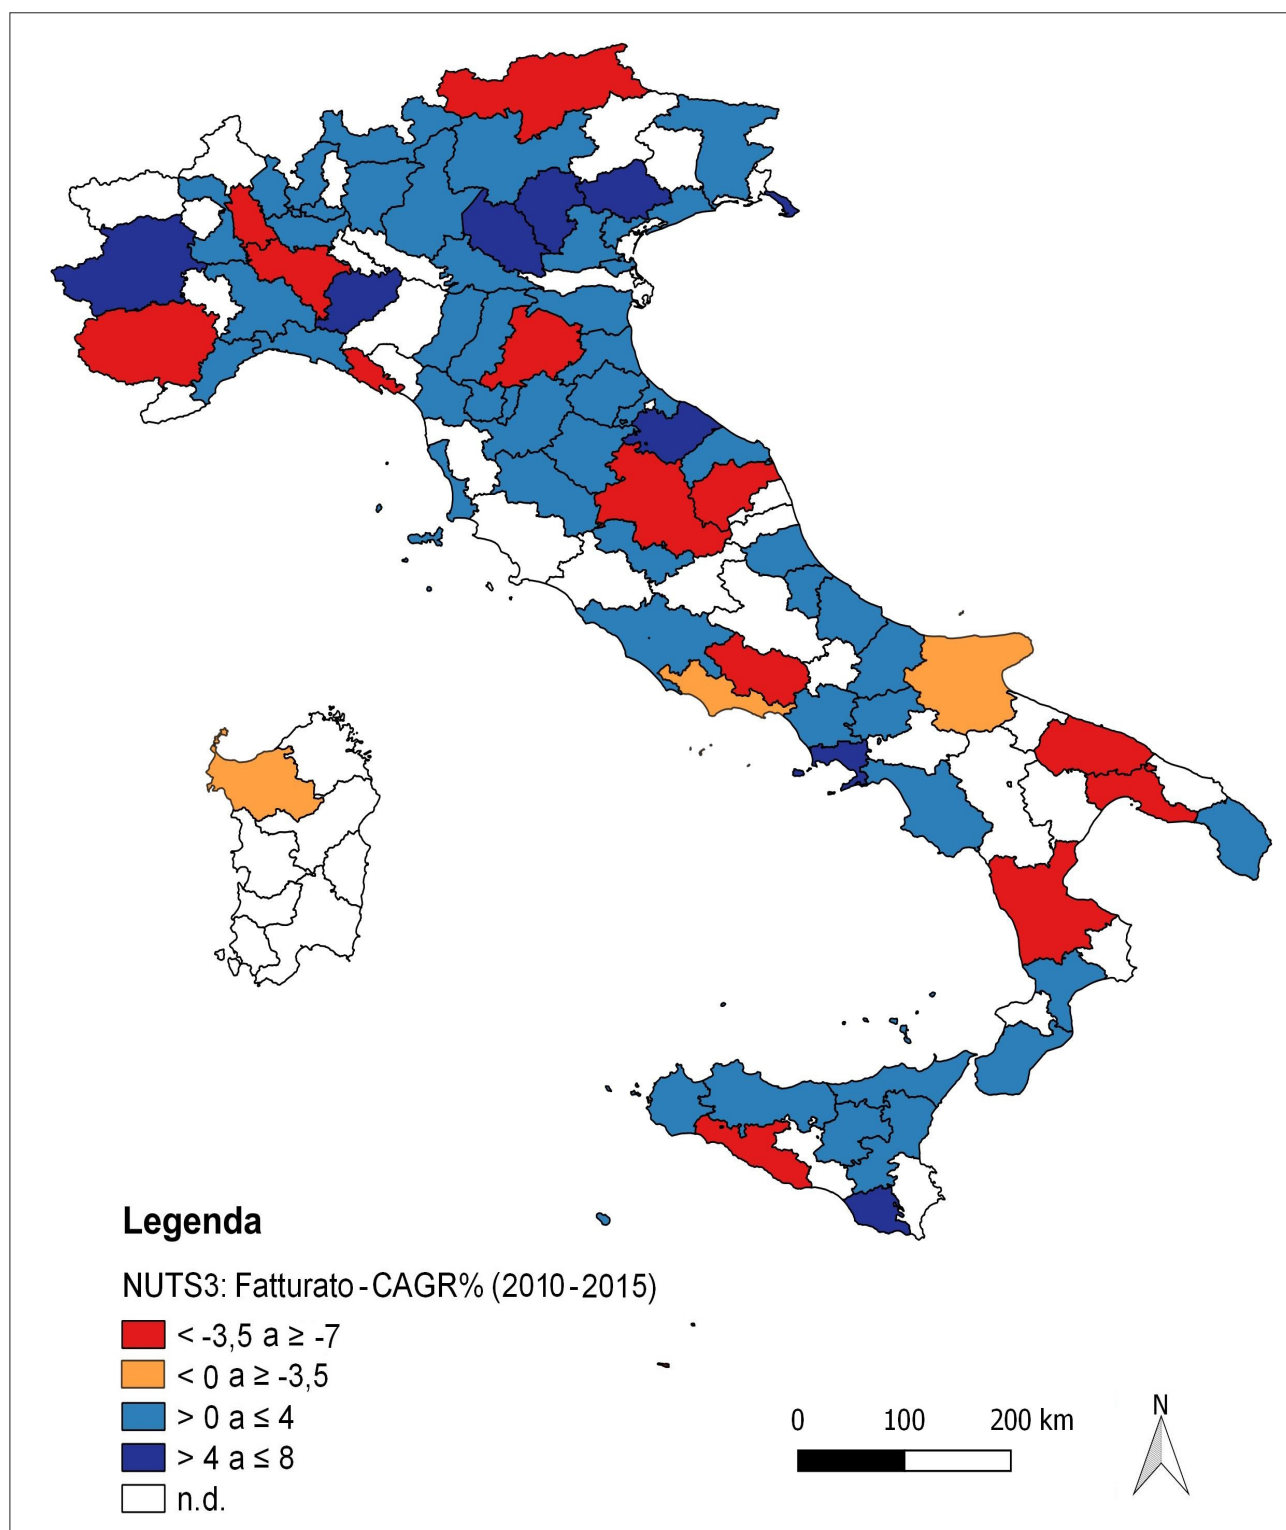 Legenda
NUTS3: Fatturato - CAGR% (2010 - 2015)
< -3,5 a ≥ -7
< 0 a ≥ -3,5
> 0 a ≤ 4
> 4 a ≤ 8
n.d.
0 100 200 km
N